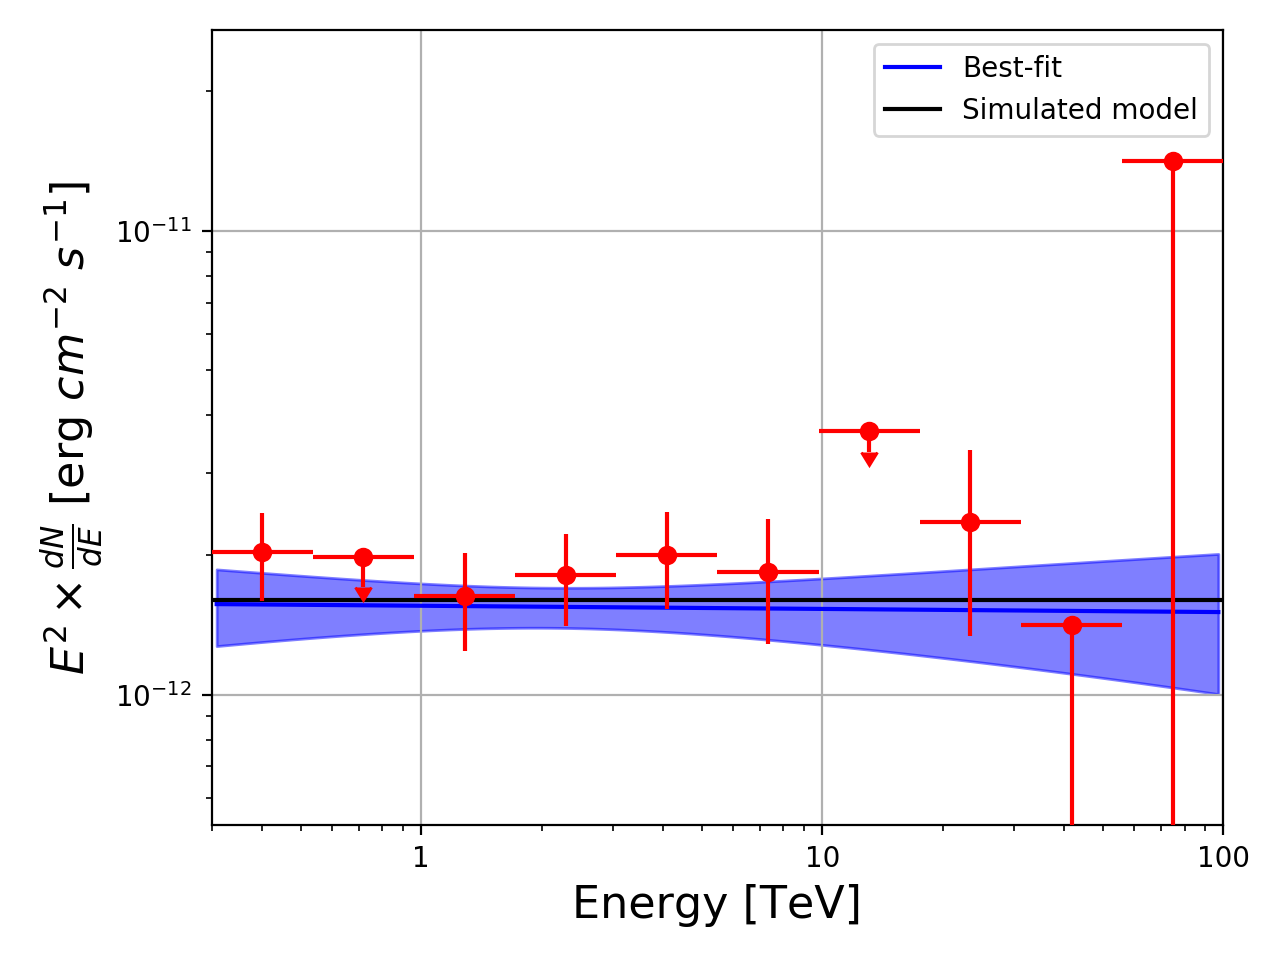 Best-fit
Simulated model
10⁻¹¹
10⁻¹²
E² × dN/dE [erg cm⁻² s⁻¹]
1
10
100
Energy [TeV]